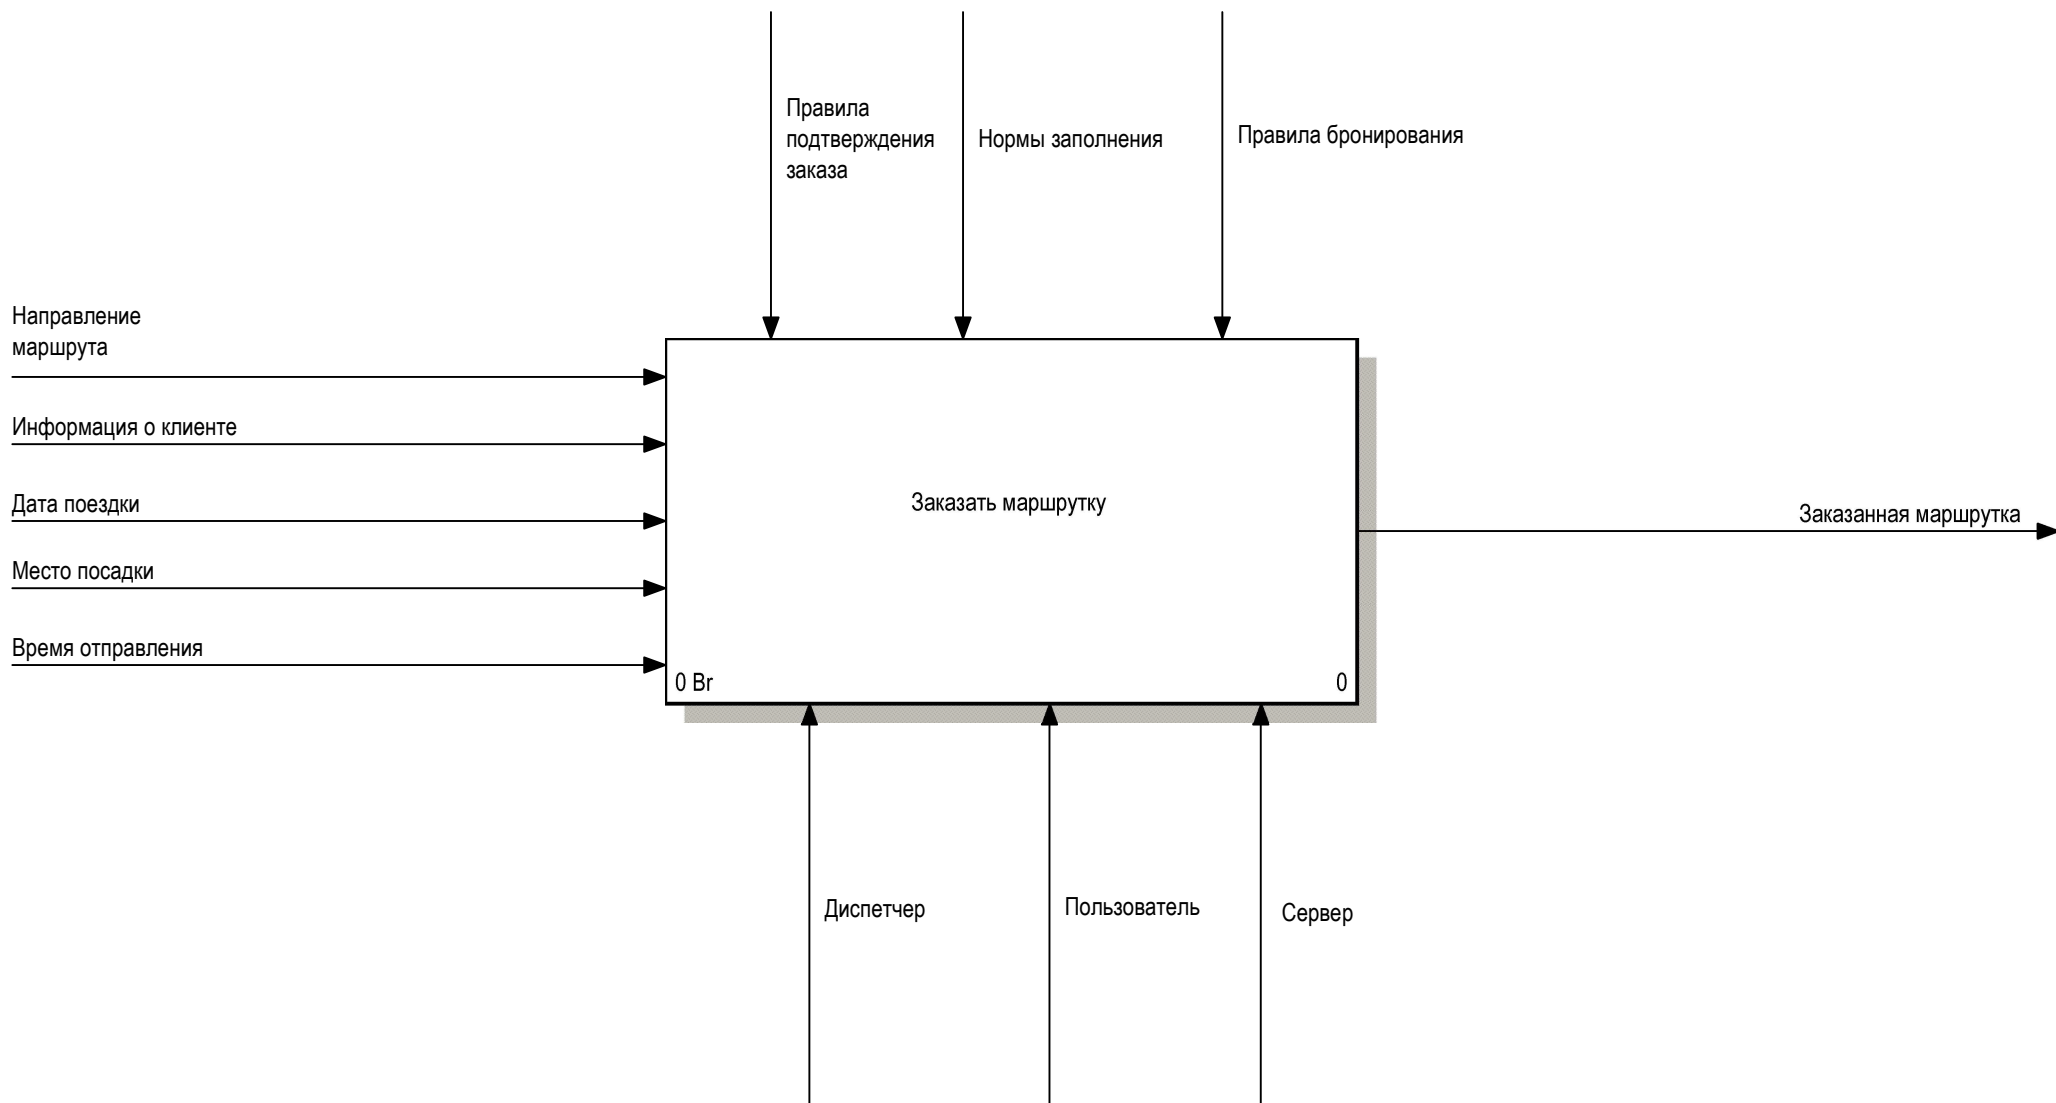 Правила
подтверждения
заказа
Нормы заполнения
Правила бронирования
Направление
маршрута
Информация о клиенте
Дата поездки
Место посадки
Время отправления
Заказать маршрутку
0 Br
0
Заказанная маршрутка
Диспетчер
Пользователь
Сервер